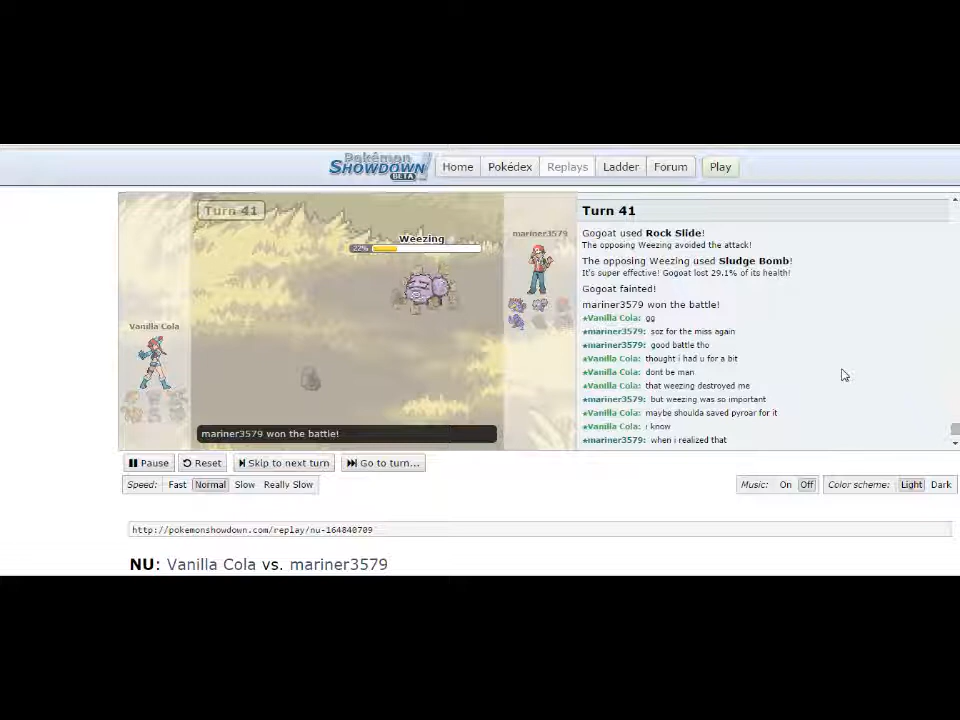 Pokémon
SHOWDOWN
BETA
Home
Pokédex
Replays
Ladder
Forum
Play
Turn 41
Weezing
22%
Vanilla Cola
mariner3579
mariner3579 won the battle!
Turn 41
Gogoat used Rock Slide!
The opposing Weezing avoided the attack!
The opposing Weezing used Sludge Bomb!
It's super effective! Gogoat lost 29.1% of its health!
Gogoat fainted!
mariner3579 won the battle!
★Vanilla Cola: gg
★mariner3579: soz for the miss again
★mariner3579: good battle tho
★Vanilla Cola: thought i had u for a bit
★Vanilla Cola: dont be man
★Vanilla Cola: that weezing destroyed me
★mariner3579: but weezing was so important
★Vanilla Cola: maybe shoulda saved pyroar for it
★Vanilla Cola: i know
★mariner3579: when i realized that
Pause
Reset
Skip to next turn
Go to turn...
Speed: Fast Normal Slow Really Slow
Music: On Off
Color scheme: Light Dark
http://pokemonshowdown.com/replay/nu-164840709
NU: Vanilla Cola vs. mariner3579